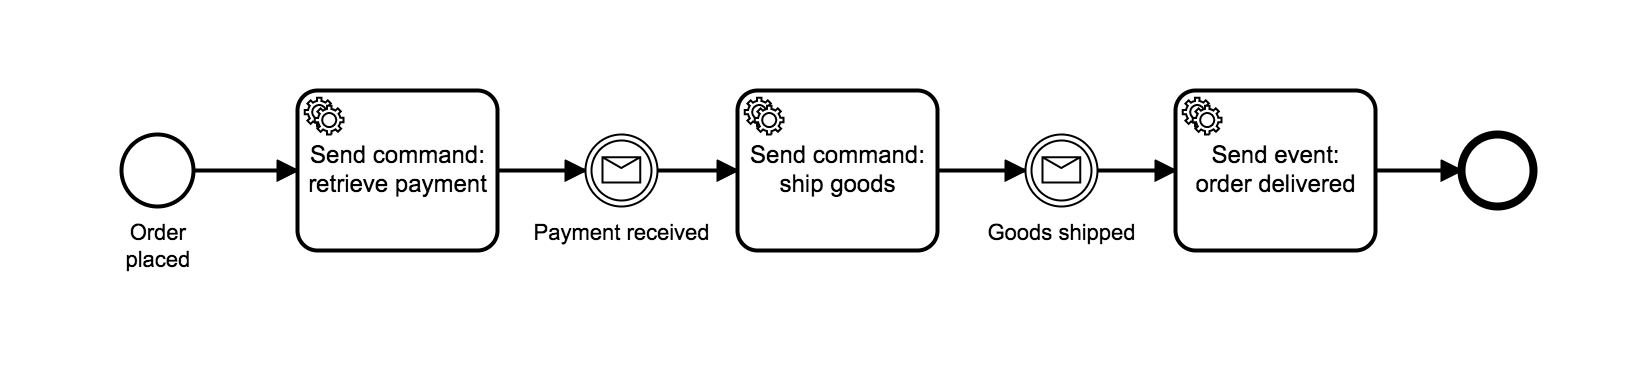 Order
placed
Send command:
retrieve payment
Payment received
Send command:
ship goods
Goods shipped
Send event:
order delivered